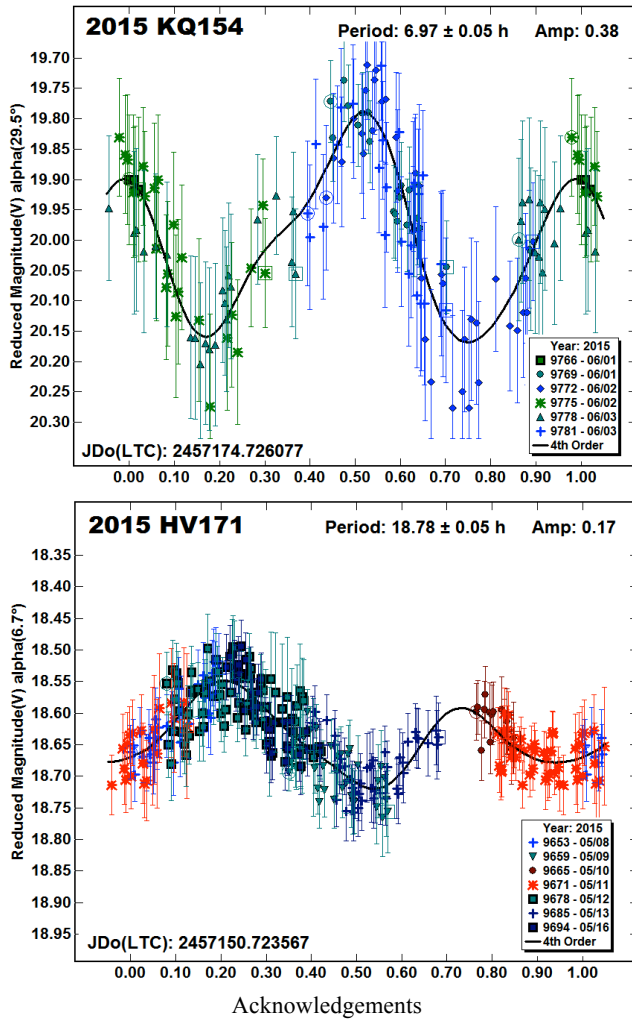 2015 KQ154 Period: 6.97 ± 0.05 h Amp: 0.38
Reduced Magnitude(V) alpha(29.5°)
19.70
19.75
19.80
19.85
19.90
19.95
20.00
20.05
20.10
20.15
20.20
20.25
20.30
Year: 2015
9766 - 06/01
9769 - 06/01
9772 - 06/02
9775 - 06/02
9778 - 06/03
9781 - 06/03
4th Order
JDo(LTC): 2457174.726077
0.00 0.10 0.20 0.30 0.40 0.50 0.60 0.70 0.80 0.90 1.00
2015 HV171 Period: 18.78 ± 0.05 h Amp: 0.17
Reduced Magnitude(V) alpha(6.7°)
18.35
18.40
18.45
18.50
18.55
18.60
18.65
18.70
18.75
18.80
18.85
18.90
18.95
Year: 2015
9653 - 05/08
9659 - 05/09
9665 - 05/10
9671 - 05/11
9678 - 05/12
9685 - 05/13
9694 - 05/16
4th Order
JDo(LTC): 2457150.723567
0.00 0.10 0.20 0.30 0.40 0.50 0.60 0.70 0.80 0.90 1.00
Acknowledgements